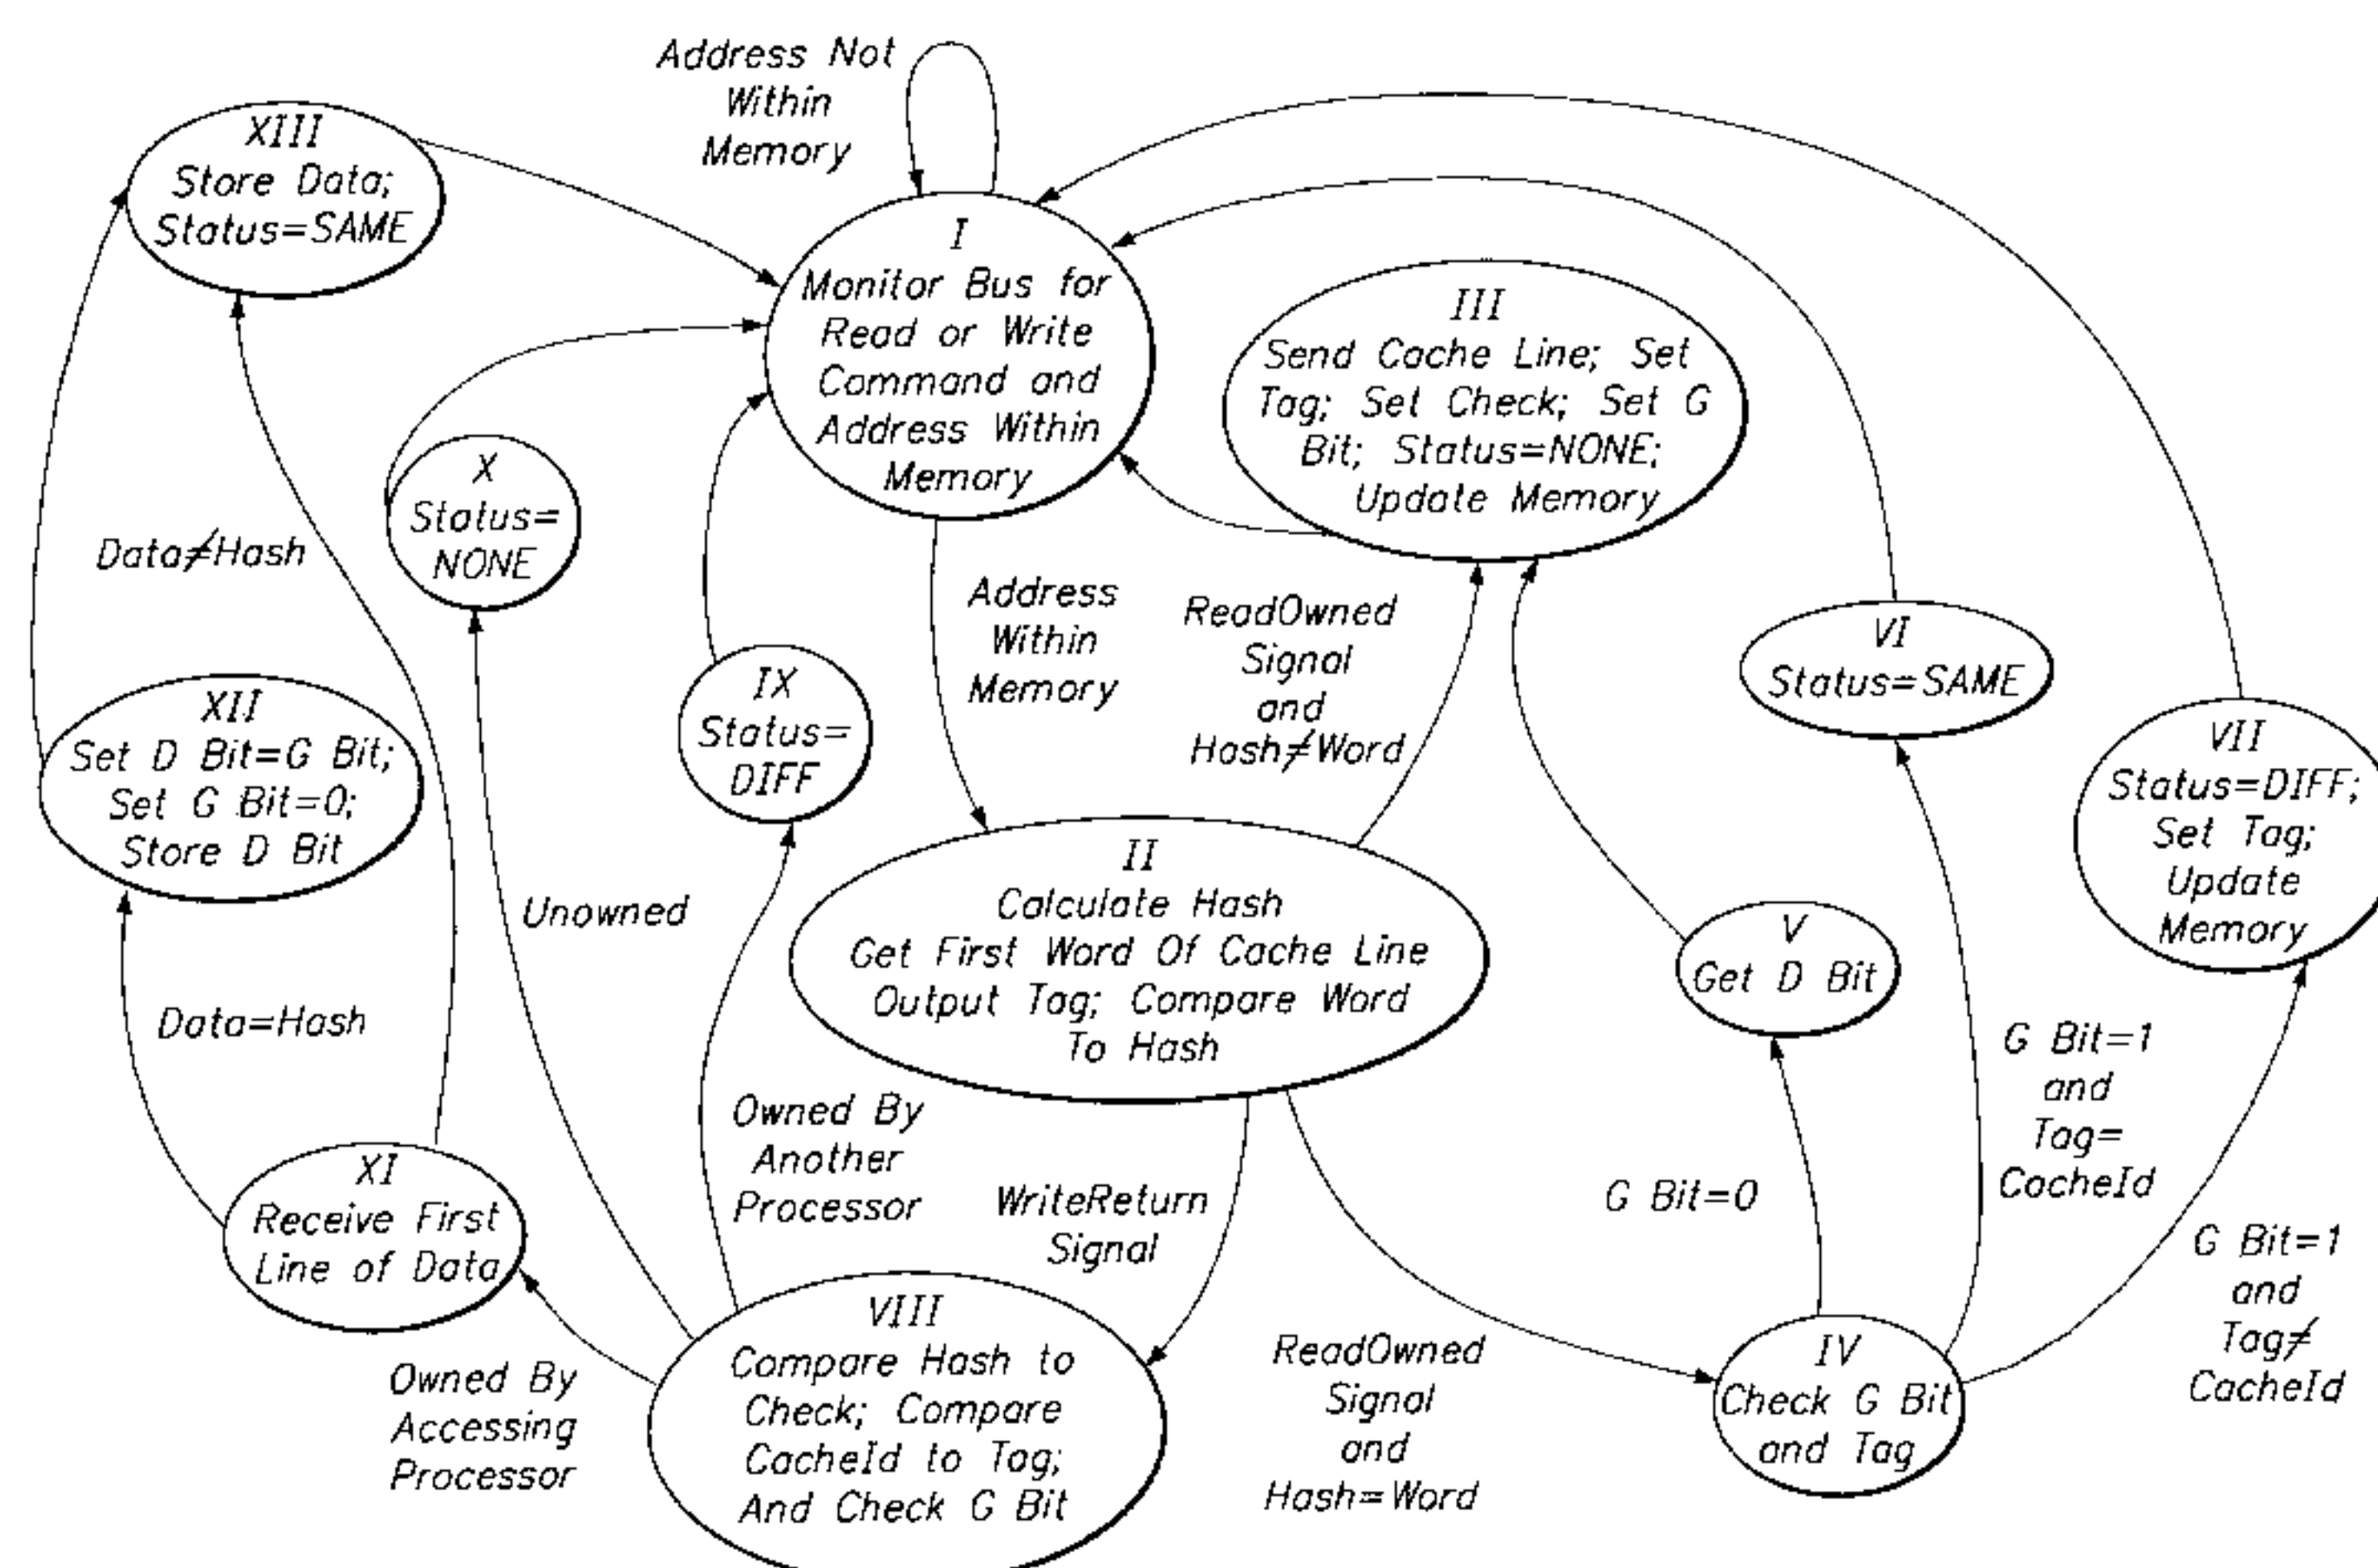 Address Not
Within
Memory
XIII
Store Data;
Status=SAME
I
Monitor Bus for
Read or Write
Command and
Address Within
Memory
III
Send Cache Line; Set
Tag; Set Check; Set G
Bit; Status=NONE;
Update Memory
X
Status=
NONE
Data≠Hash
Address
Within
Memory
ReadOwned
Signal
and
Hash≠Word
VI
Status=SAME
IX
Status=
DIFF
XII
Set D Bit=G Bit;
Set G Bit=0;
Store D Bit
VII
Status=DIFF;
Set Tag;
Update
Memory
II
Calculate Hash
Get First Word Of Cache Line
Output Tag; Compare Word
To Hash
Unowned
V
Get D Bit
Data=Hash
G Bit=1
and
Tag=
CacheId
Owned By
Another
Processor
WriteReturn
Signal
G Bit=0
XI
Receive First
Line of Data
G Bit=1
and
Tag≠
CacheId
VIII
Compare Hash to
Check; Compare
CacheId to Tag;
And Check G Bit
Owned By
Accessing
Processor
ReadOwned
Signal
and
Hash=Word
IV
Check G Bit
and Tag